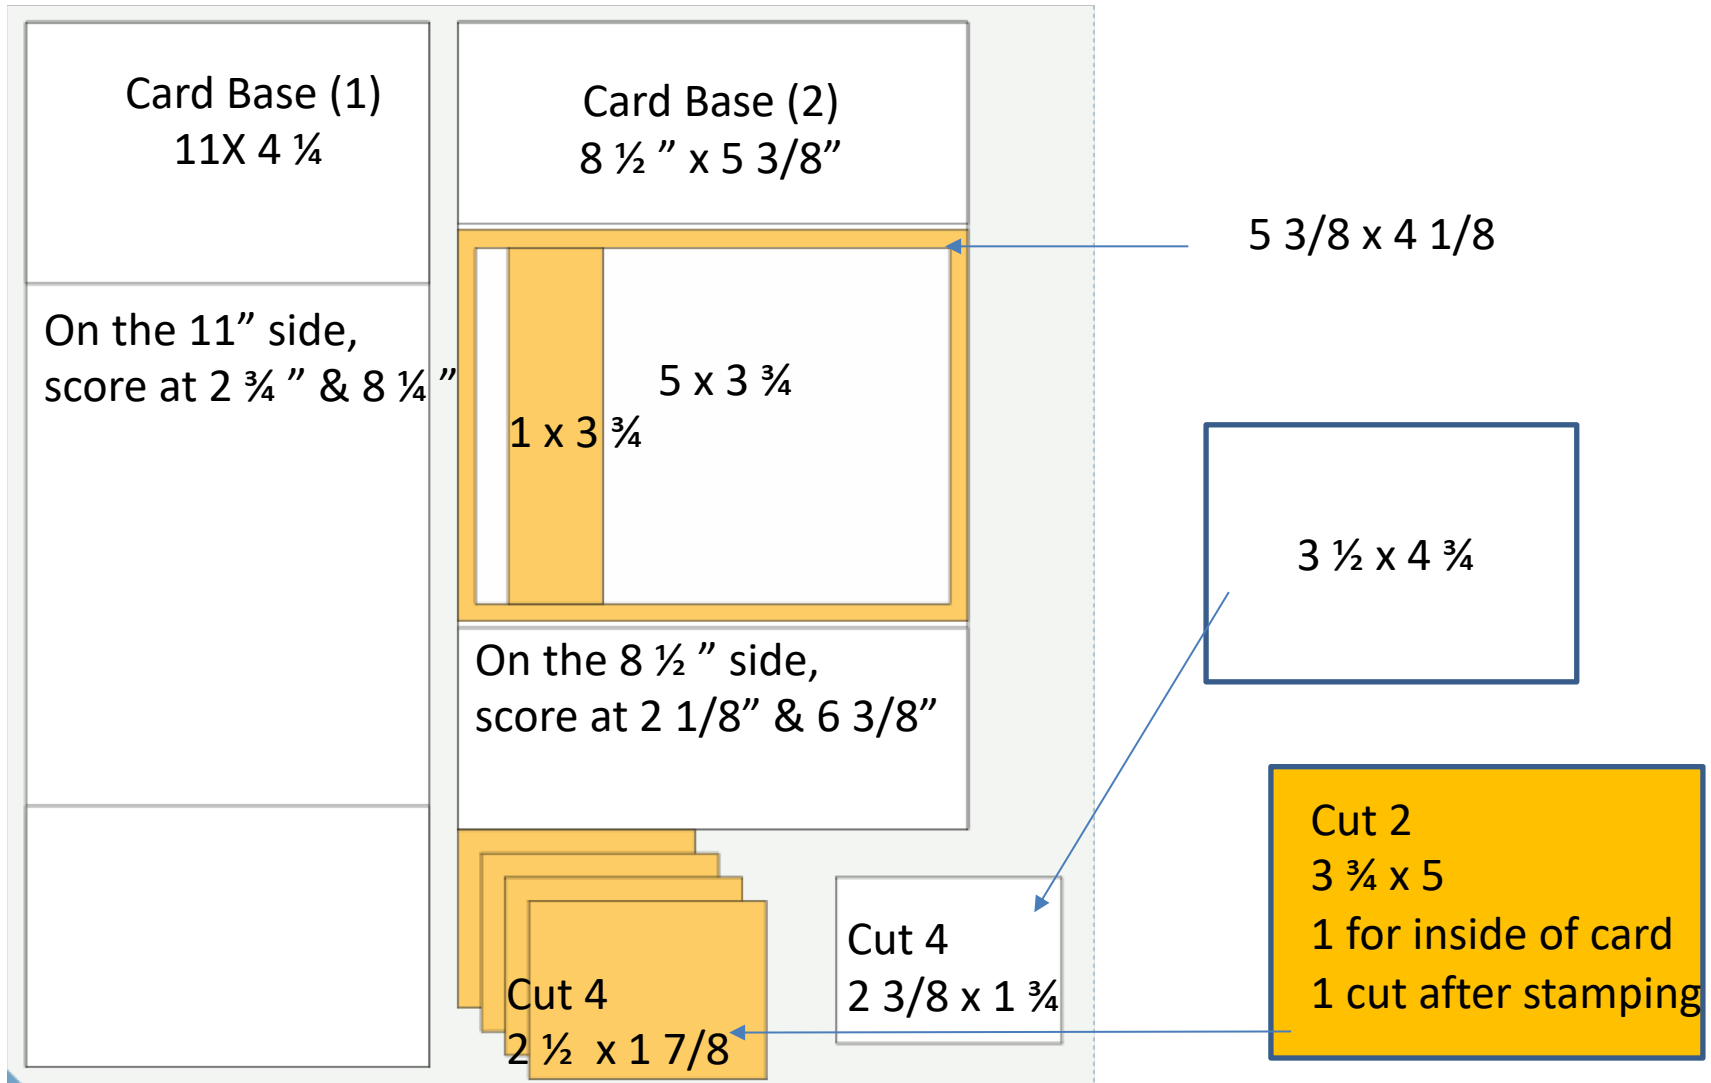 Card Base (1)
11X 4 ¼
On the 11” side,
score at 2 ¾ ” & 8 ¼ ”
Card Base (2)
8 ½ ” x 5 3/8”
5 3/8 x 4 1/8
5 x 3 ¾
1 x 3 ¾
On the 8 ½ ” side,
score at 2 1/8” & 6 3/8”
3 ½ x 4 ¾
Cut 4
2 ½ x 1 7/8
Cut 4
2 3/8 x 1 ¾
Cut 2
3 ¾ x 5
1 for inside of card
1 cut after stamping